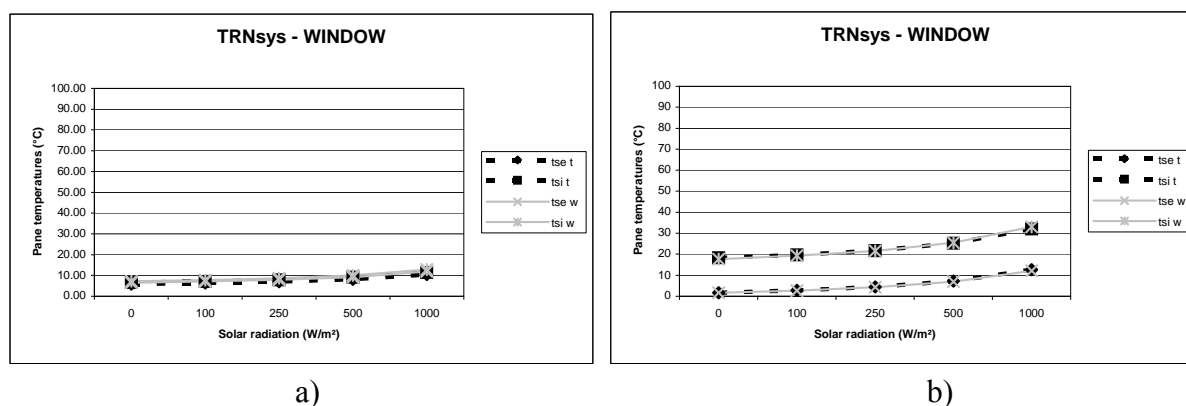 TRNsys - WINDOW
100.00
90.00
80.00
70.00
60.00
50.00
40.00
30.00
20.00
10.00
0.00
Pane temperatures (°C)
0 100 250 500 1000
Solar radiation (W/m²)
tse t
tsi t
tse w
tsi w
a)
TRNsys - WINDOW
100
90
80
70
60
50
40
30
20
10
0
Pane temperatures (°C)
0 100 250 500 1000
Solar radiation (W/m²)
tse t
tsi t
tse w
tsi w
b)